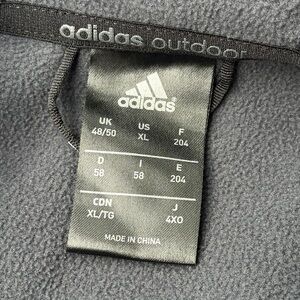 adidas outdoor
adidas
UK US F
48/50 XL 204
D I E
58 58 204
CDN J
XL/TG 4XO
MADE IN CHINA